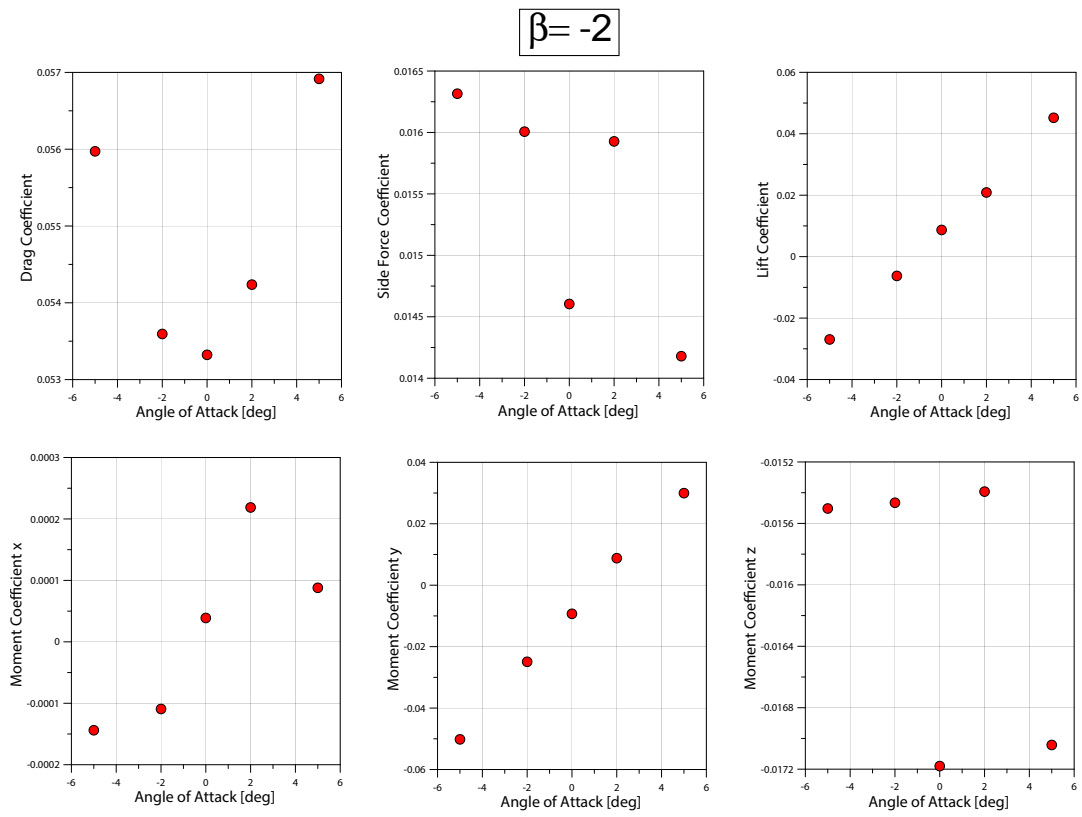 β= -2
0.057
0.056
0.055
0.054
0.053
Drag Coefficient
-6 -4 -2 0 2 4 6
Angle of Attack [deg]
0.0165
0.016
0.0155
0.015
0.0145
0.014
Side Force Coefficient
-6 -4 -2 0 2 4 6
Angle of Attack [deg]
0.06
0.04
0.02
0
-0.02
-0.04
Lift Coefficient
-6 -4 -2 0 2 4 6
Angle of Attack [deg]
0.0003
0.0002
0.0001
0
-0.0001
-0.0002
Moment Coefficient x
-6 -4 -2 0 2 4 6
Angle of Attack [deg]
0.04
0.02
0
-0.02
-0.04
-0.06
Moment Coefficient y
-6 -4 -2 0 2 4 6
Angle of Attack [deg]
-0.0152
-0.0156
-0.016
-0.0164
-0.0168
-0.0172
Moment Coefficient z
-6 -4 -2 0 2 4 6
Angle of Attack [deg]